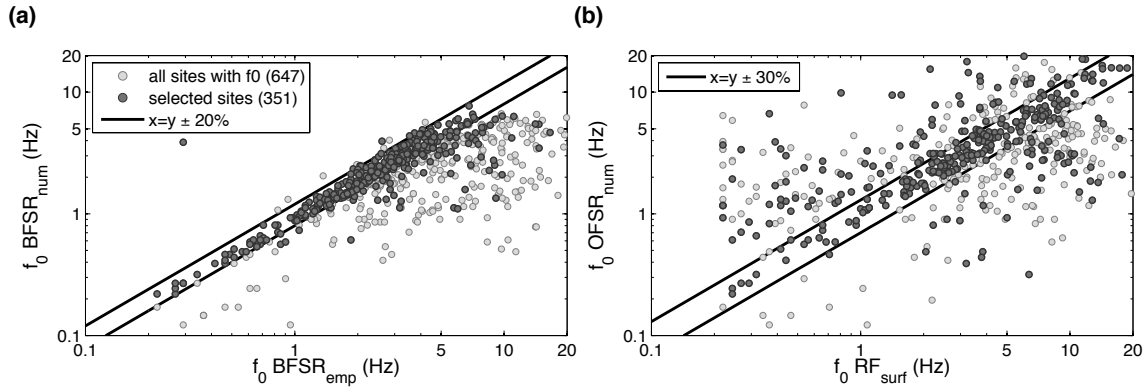 (a)
20
10
5
1
0.1
f0 BFSRnum (Hz)
all sites with f0 (647)
selected sites (351)
x=y ± 20%
0.1 1 5 10 20
f0 BFSRemp (Hz)
(b)
20
10
5
1
0.1
f0 OFSRnum (Hz)
x=y ± 30%
0.1 1 5 10 20
f0 RFsurf (Hz)